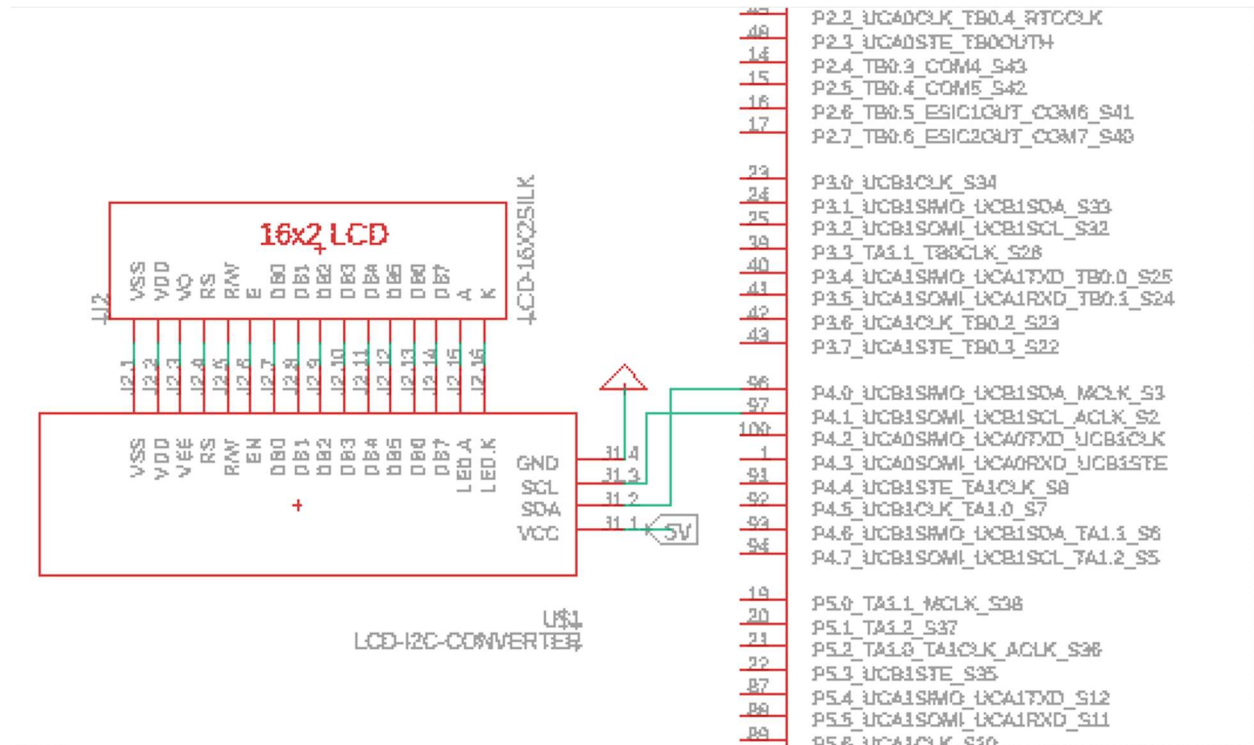 P2.2_UCA0CLK_TB0.4_RTCCLK
48
P2.3_UCA0STE_TB0OUTH
14
P2.4_TB0.3_COM4_S43
15
P2.5_TB0.4_COM5_S42
16
P2.6_TB0.5_ESIC1OUT_COM6_S41
17
P2.7_TB0.6_ESIC2OUT_COM7_S40
23
P3.0_UCB1CLK_S34
24
P3.1_UCB1SIMO_UCB1SDA_S33
25
P3.2_UCB1SOMI_UCB1SCL_S32
39
P3.3_TA1.1_TB0CLK_S26
40
P3.4_UCA1SIMO_UCA1TXD_TB0.0_S25
41
P3.5_UCA1SOMI_UCA1RXD_TB0.1_S24
42
P3.6_UCA1CLK_TB0.2_S23
43
P3.7_UCA1STE_TB0.3_S22
96
P4.0_UCB1SIMO_UCB1SDA_MCLK_S3
97
P4.1_UCB1SOMI_UCB1SCL_ACLK_S2
100
P4.2_UCA0SIMO_UCA0TXD_UCB1CLK
1
P4.3_UCA0SOMI_UCA0RXD_UCB1STE
91
P4.4_UCB1STE_TA1CLK_S8
92
P4.5_UCB1CLK_TA1.0_S7
93
P4.6_UCB1SIMO_UCB1SDA_TA1.1_S6
94
P4.7_UCB1SOMI_UCB1SCL_TA1.2_S5
19
P5.0_TA1.1_MCLK_S38
20
P5.1_TA1.2_S37
21
P5.2_TA1.0_TA1CLK_ACLK_S36
22
P5.3_UCB1STE_S35
87
P5.4_UCA1SIMO_UCA1TXD_S12
88
P5.5_UCA1SOMI_UCA1RXD_S11
89
P5.6_UCA1CLK_S10
16x2 LCD
LCD-16X2SILK
U2
VSS
VDD
VO
RS
R/W
E
DB0
DB1
DB2
DB3
DB4
DB5
DB6
DB7
A
K
J2.1
J2.2
J2.3
J2.4
J2.5
J2.6
J2.7
J2.8
J2.9
J2.10
J2.11
J2.12
J2.13
J2.14
J2.15
J2.16
VSS
VDD
VEE
RS
R/W
EN
DB0
DB1
DB2
DB3
DB4
DB5
DB6
DB7
LED.A
LED.K
GND
J1.4
SCL
J1.3
SDA
J1.2
VCC
J1.1
5V
U$1
LCD-I2C-CONVERTER